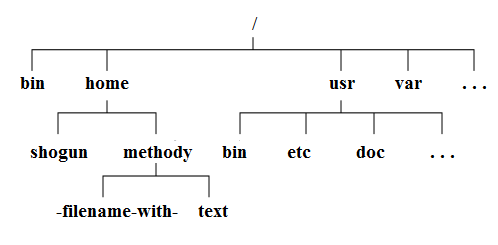 /
bin home usr var ...
shogun methody bin etc doc ...
-filename-with- text